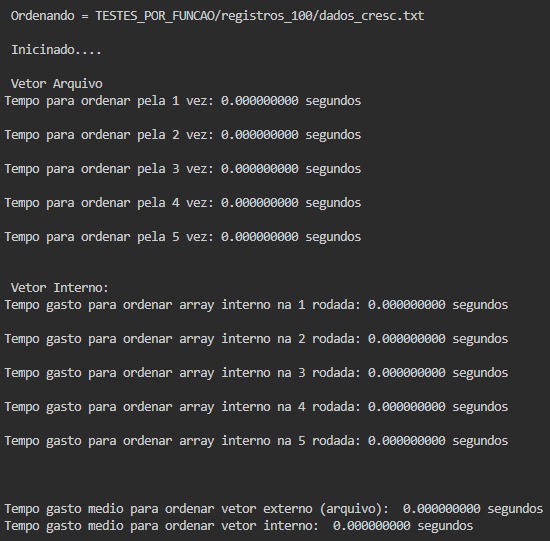 Ordenando = TESTES_POR_FUNCAO/registros_100/dados_cresc.txt
Inicinado....
Vetor Arquivo
Tempo para ordenar pela 1 vez: 0.000000000 segundos
Tempo para ordenar pela 2 vez: 0.000000000 segundos
Tempo para ordenar pela 3 vez: 0.000000000 segundos
Tempo para ordenar pela 4 vez: 0.000000000 segundos
Tempo para ordenar pela 5 vez: 0.000000000 segundos
Vetor Interno:
Tempo gasto para ordenar array interno na 1 rodada: 0.000000000 segundos
Tempo gasto para ordenar array interno na 2 rodada: 0.000000000 segundos
Tempo gasto para ordenar array interno na 3 rodada: 0.000000000 segundos
Tempo gasto para ordenar array interno na 4 rodada: 0.000000000 segundos
Tempo gasto para ordenar array interno na 5 rodada: 0.000000000 segundos
Tempo gasto medio para ordenar vetor externo (arquivo):  0.000000000 segundos
Tempo gasto medio para ordenar vetor interno:  0.000000000 segundos